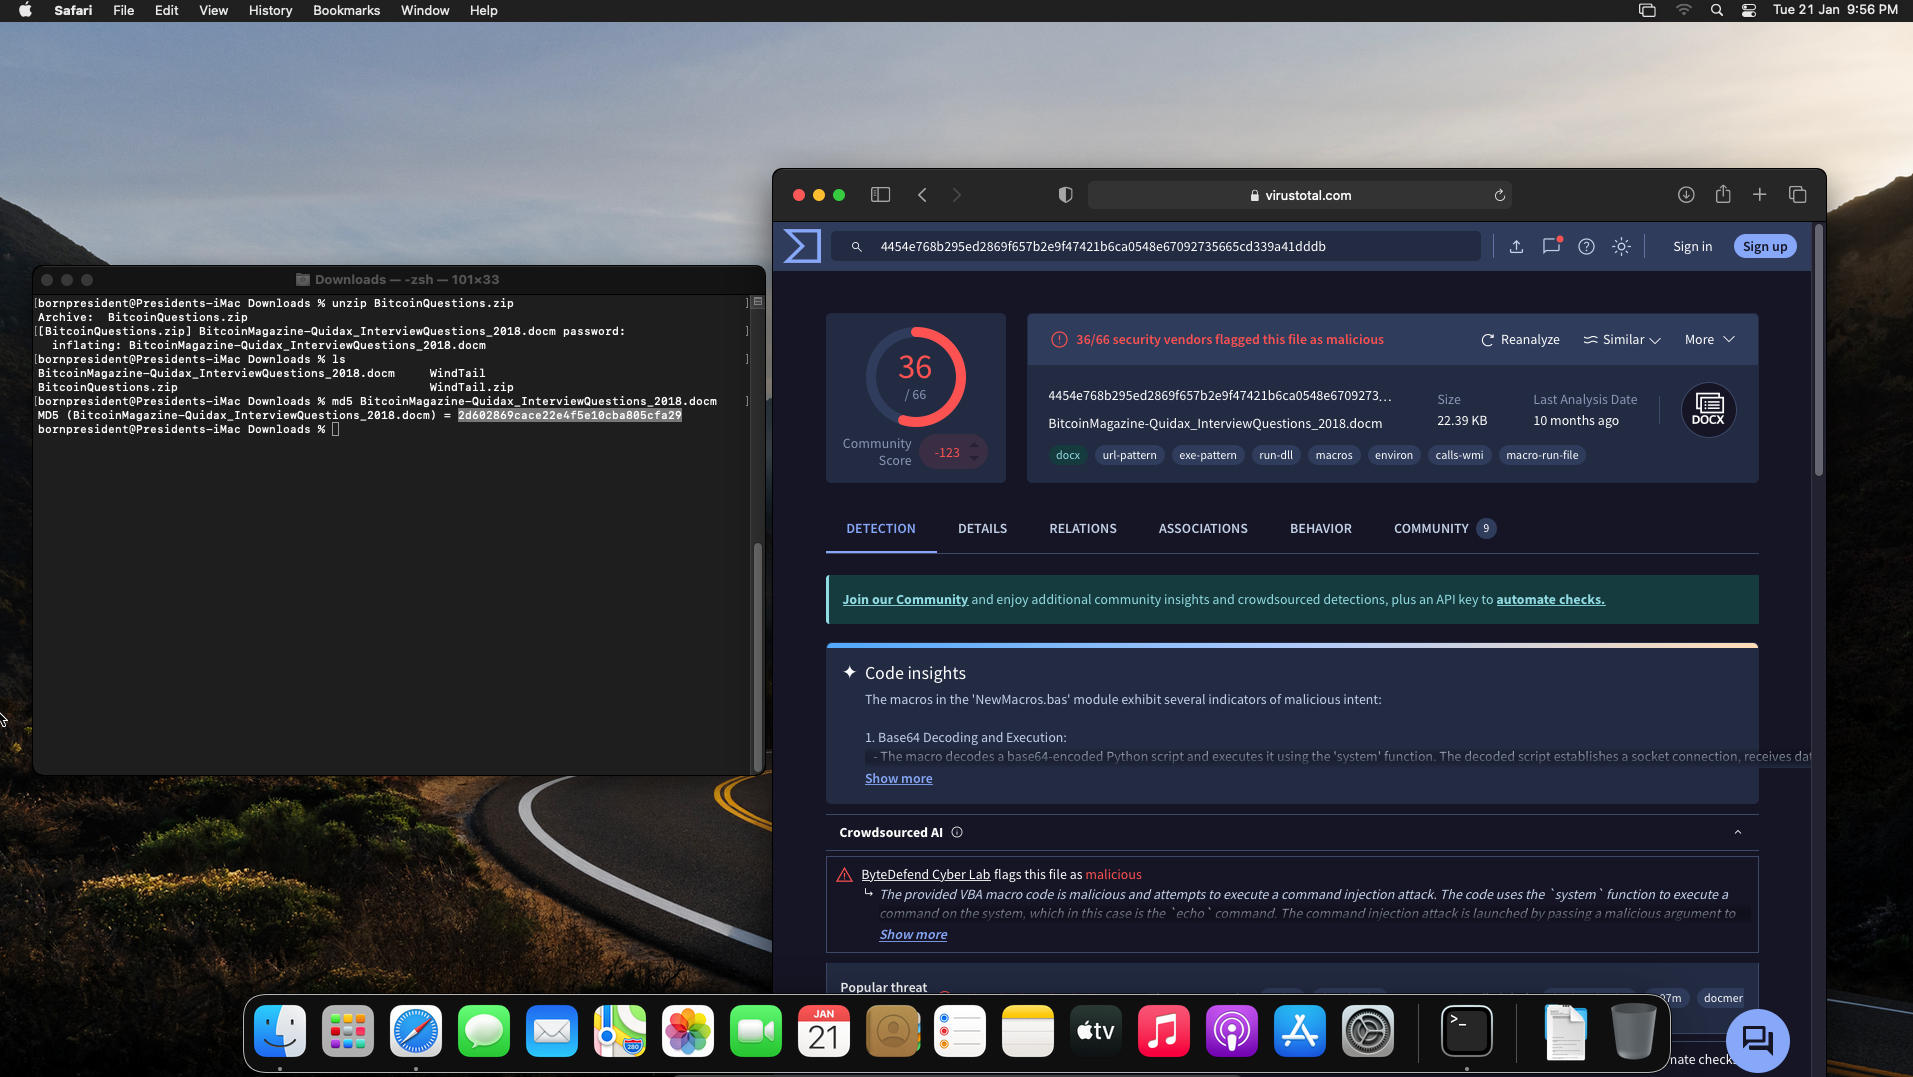 Safari File Edit View History Bookmarks Window Help
Tue 21 Jan 9:56 PM
Downloads — -zsh — 101×33
[bornpresident@Presidents-iMac Downloads % unzip BitcoinQuestions.zip ]
Archive:  BitcoinQuestions.zip
[[BitcoinQuestions.zip] BitcoinMagazine-Quidax_InterviewQuestions_2018.docm password: ]
  inflating: BitcoinMagazine-Quidax_InterviewQuestions_2018.docm
[bornpresident@Presidents-iMac Downloads % ls ]
BitcoinMagazine-Quidax_InterviewQuestions_2018.docm     WindTail
BitcoinQuestions.zip     WindTail.zip
[bornpresident@Presidents-iMac Downloads % md5 BitcoinMagazine-Quidax_InterviewQuestions_2018.docm ]
MD5 (BitcoinMagazine-Quidax_InterviewQuestions_2018.docm) = 2d602869cace22e4f5e10cba805cfa29
bornpresident@Presidents-iMac Downloads %
virustotal.com
4454e768b295ed2869f657b2e9f47421b6ca0548e67092735665cd339a41dddb
Sign in
Sign up
36
/ 66
Community
Score
-123
36/66 security vendors flagged this file as malicious
Reanalyze
Similar
More
4454e768b295ed2869f657b2e9f47421b6ca0548e6709273…
BitcoinMagazine-Quidax_InterviewQuestions_2018.docm
Size
22.39 KB
Last Analysis Date
10 months ago
DOCX
docx url-pattern exe-pattern run-dll macros environ calls-wmi macro-run-file
DETECTION DETAILS RELATIONS ASSOCIATIONS BEHAVIOR COMMUNITY 9
Join our Community and enjoy additional community insights and crowdsourced detections, plus an API key to automate checks.
Code insights
The macros in the 'NewMacros.bas' module exhibit several indicators of malicious intent:
1. Base64 Decoding and Execution:
- The macro decodes a base64-encoded Python script and executes it using the 'system' function. The decoded script establishes a socket connection, receives dat
Show more
Crowdsourced AI
ByteDefend Cyber Lab flags this file as malicious
The provided VBA macro code is malicious and attempts to execute a command injection attack. The code uses the `system` function to execute a
command on the system, which in this case is the `echo` command. The command injection attack is launched by passing a malicious argument to
Show more
Popular threat
97m docmer
mate check
JAN
21
280
tv
>_